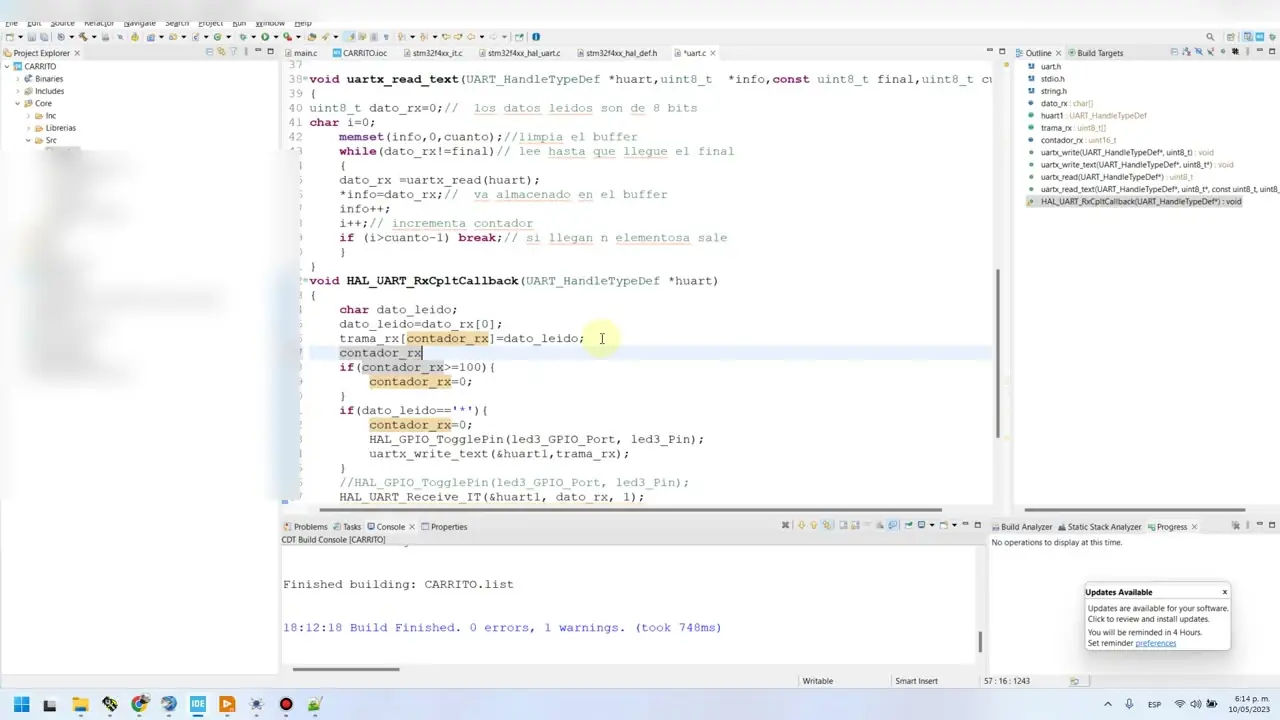 File Edit Source Refactor Navigate Search Project Run Window Help
Project Explorer
main.c CARRITO.ioc stm32f4xx_it.c stm32f4xx_hal_uart.c stm32f4xx_hal_def.h *uart.c
Outline Build Targets
CARRITO
Binaries
Includes
Core
Inc
Librerias
Src
37
38 void uartx_read_text(UART_HandleTypeDef *huart,uint8_t *info,const uint8_t final,uint8_t cu
39 {
40 uint8_t dato_rx=0;// los datos leidos son de 8 bits
41 char i=0;
42 memset(info,0,cuanto);//limpia el buffer
43 while(dato_rx!=final)// lee hasta que llegue el final
{
dato_rx =uartx_read(huart);
*info=dato_rx;// va almacenado en el buffer
info++;
i++;// incrementa contador
if (i>cuanto-1) break;// si llegan n elementosa sale
}
}
void HAL_UART_RxCpltCallback(UART_HandleTypeDef *huart)
{
char dato_leido;
dato_leido=dato_rx[0];
trama_rx[contador_rx]=dato_leido;
contador_rx
if(contador_rx>=100){
contador_rx=0;
}
if(dato_leido=='*'){
contador_rx=0;
HAL_GPIO_TogglePin(led3_GPIO_Port, led3_Pin);
uartx_write_text(&huart1,trama_rx);
}
//HAL_GPIO_TogglePin(led3_GPIO_Port, led3_Pin);
HAL_UART_Receive_IT(&huart1, dato_rx, 1);
uart.h
stdio.h
string.h
dato_rx : char[]
huart1 : UART_HandleTypeDef
trama_rx : uint8_t[]
contador_rx : uint16_t
uartx_write(UART_HandleTypeDef*, uint8_t) : void
uartx_write_text(UART_HandleTypeDef*, uint8_t*) : void
uartx_read(UART_HandleTypeDef*) : uint8_t
uartx_read_text(UART_HandleTypeDef*, uint8_t*, const uint8_t, uint8_
HAL_UART_RxCpltCallback(UART_HandleTypeDef*) : void
Problems Tasks Console Properties
CDT Build Console [CARRITO]
Finished building: CARRITO.list
18:12:18 Build Finished. 0 errors, 1 warnings. (took 748ms)
Build Analyzer Static Stack Analyzer Progress
No operations to display at this time.
Updates Available
Updates are available for your software.
Click to review and install updates.
You will be reminded in 4 Hours.
Set reminder preferences
Writable Smart Insert 57 : 16 : 1243
IDE
ESP
6:14 p. m.
10/05/2023